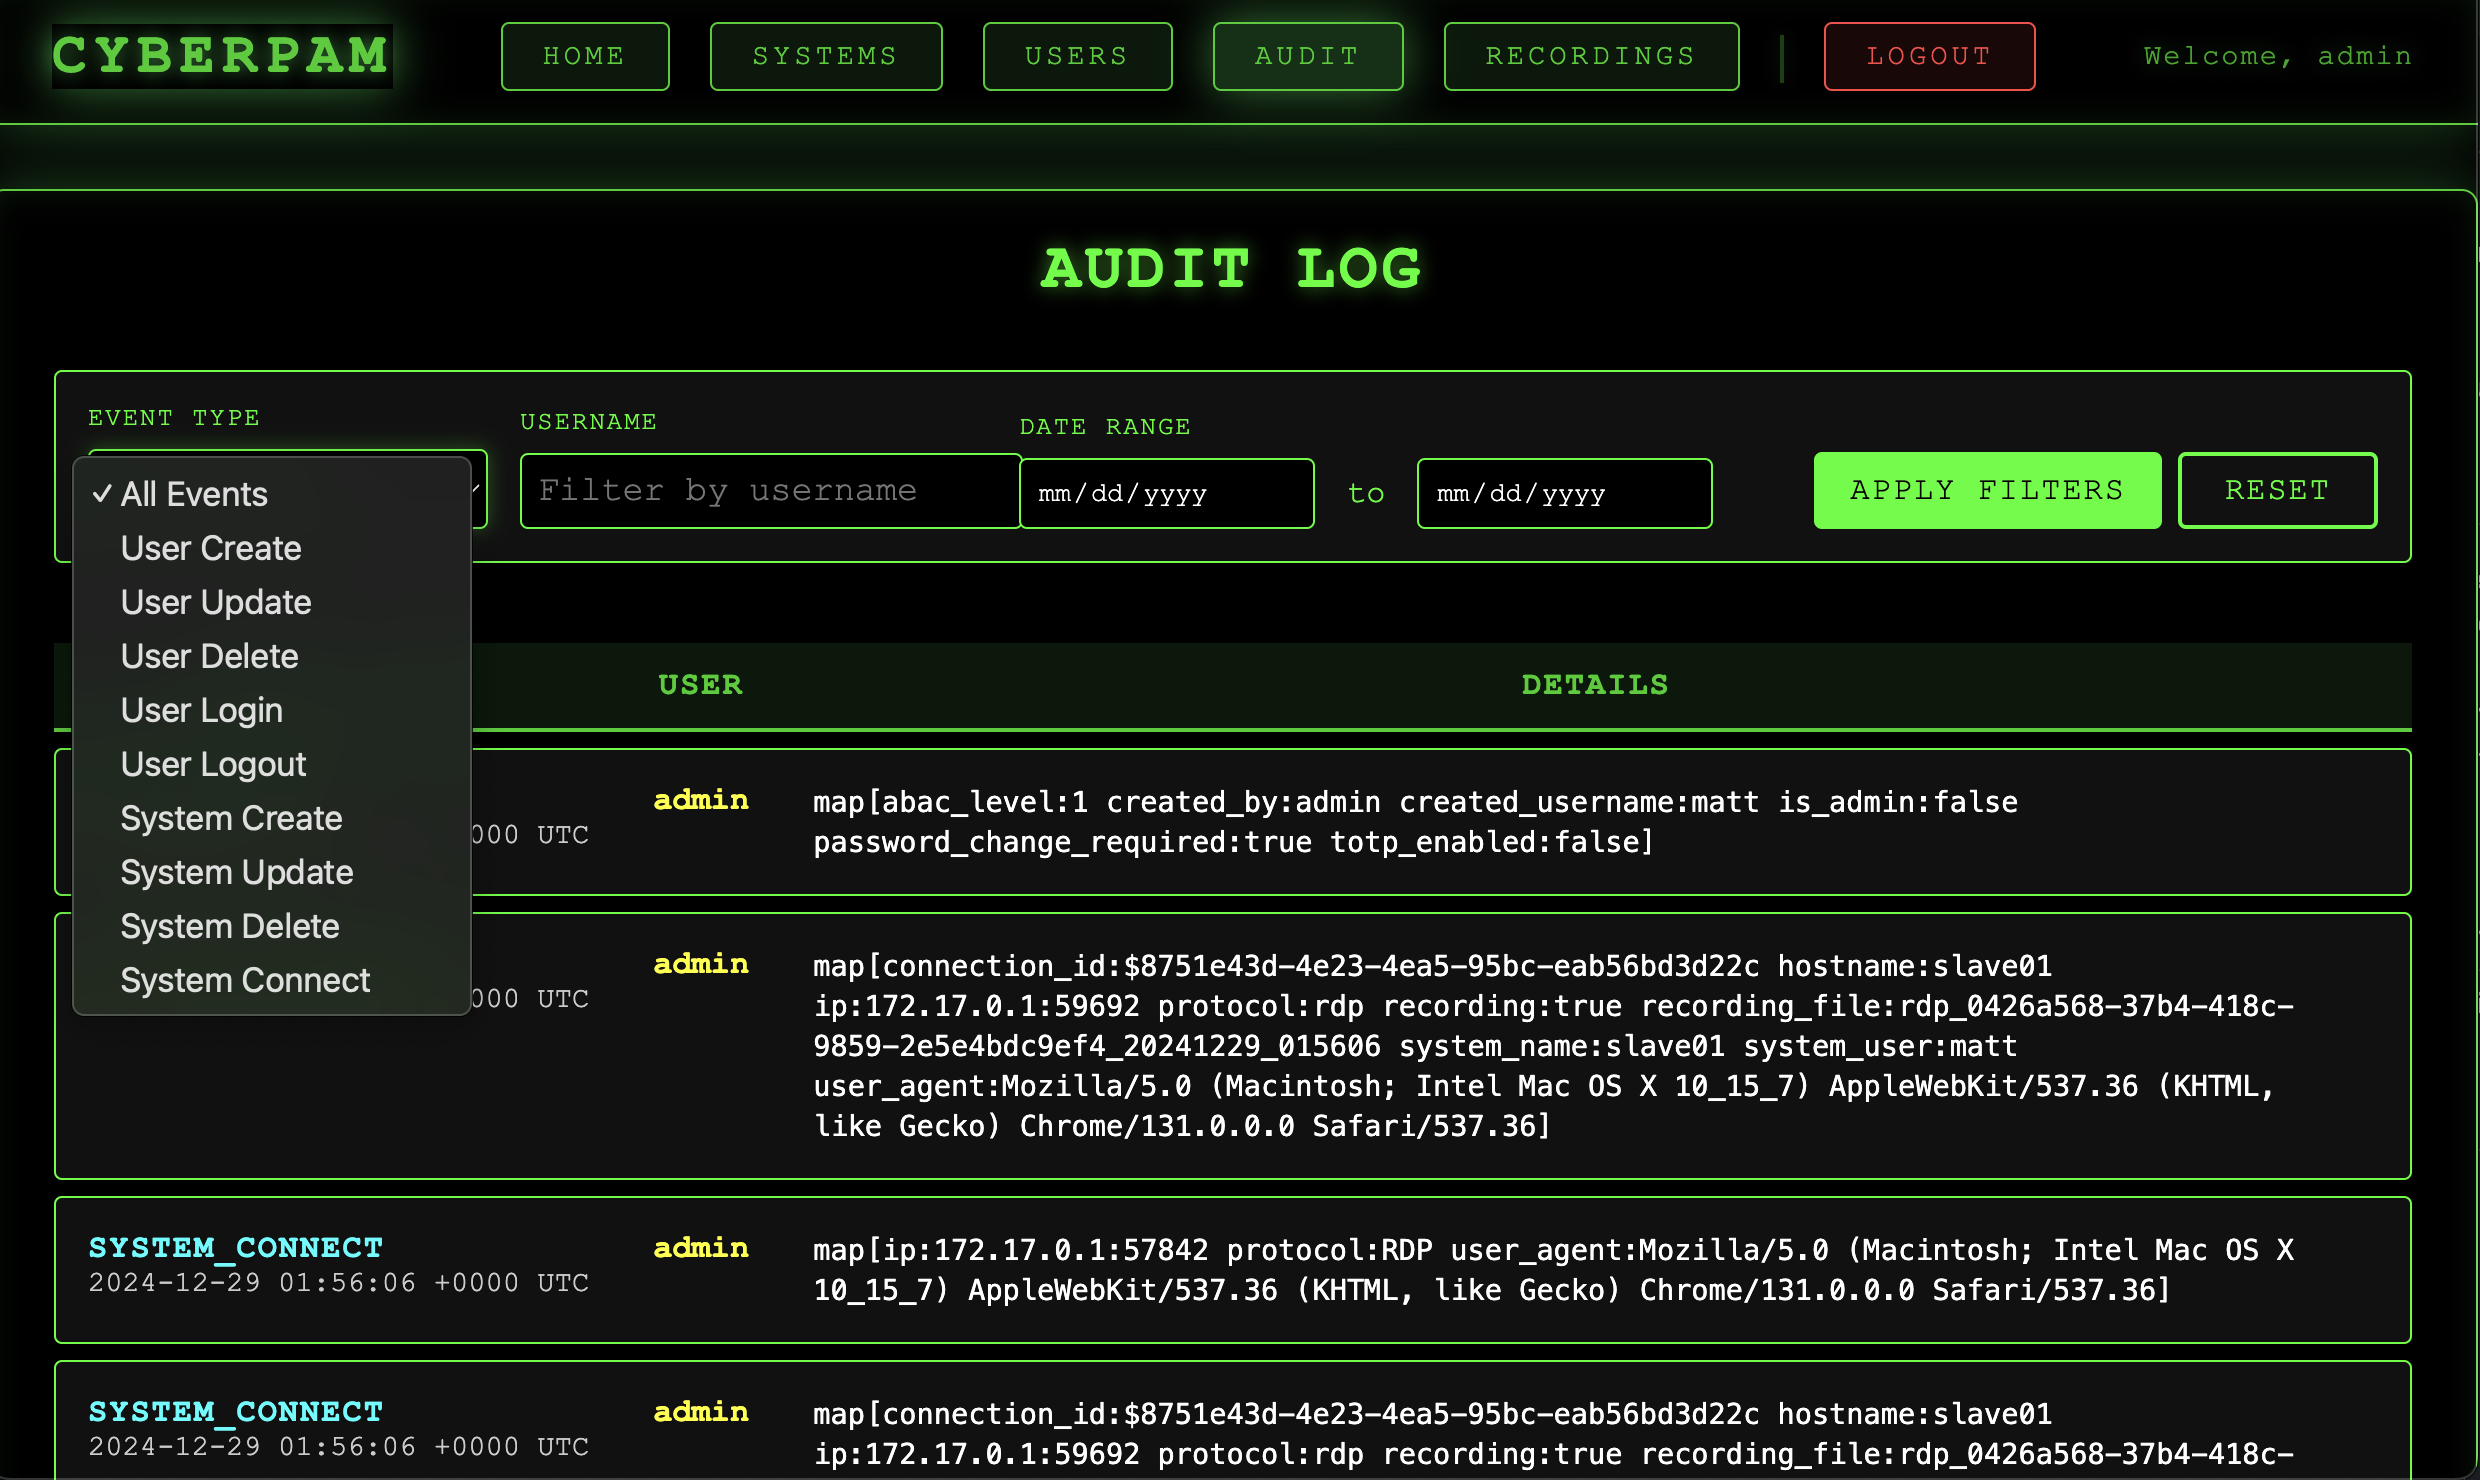 CYBERPAM
HOME
SYSTEMS
USERS
AUDIT
RECORDINGS
LOGOUT
Welcome, admin
AUDIT LOG
EVENT TYPE
USERNAME
DATE RANGE
Filter by username
mm/dd/yyyy
to
mm/dd/yyyy
APPLY FILTERS
RESET
All Events
User Create
User Update
User Delete
User Login
User Logout
System Create
System Update
System Delete
System Connect
USER
DETAILS
000 UTC
admin
map[abac_level:1 created_by:admin created_username:matt is_admin:false
password_change_required:true totp_enabled:false]
000 UTC
admin
map[connection_id:$8751e43d-4e23-4ea5-95bc-eab56bd3d22c hostname:slave01
ip:172.17.0.1:59692 protocol:rdp recording:true recording_file:rdp_0426a568-37b4-418c-
9859-2e5e4bdc9ef4_20241229_015606 system_name:slave01 system_user:matt
user_agent:Mozilla/5.0 (Macintosh; Intel Mac OS X 10_15_7) AppleWebKit/537.36 (KHTML,
like Gecko) Chrome/131.0.0.0 Safari/537.36]
SYSTEM_CONNECT
2024-12-29 01:56:06 +0000 UTC
admin
map[ip:172.17.0.1:57842 protocol:RDP user_agent:Mozilla/5.0 (Macintosh; Intel Mac OS X
10_15_7) AppleWebKit/537.36 (KHTML, like Gecko) Chrome/131.0.0.0 Safari/537.36]
SYSTEM_CONNECT
2024-12-29 01:56:06 +0000 UTC
admin
map[connection_id:$8751e43d-4e23-4ea5-95bc-eab56bd3d22c hostname:slave01
ip:172.17.0.1:59692 protocol:rdp recording:true recording_file:rdp_0426a568-37b4-418c-